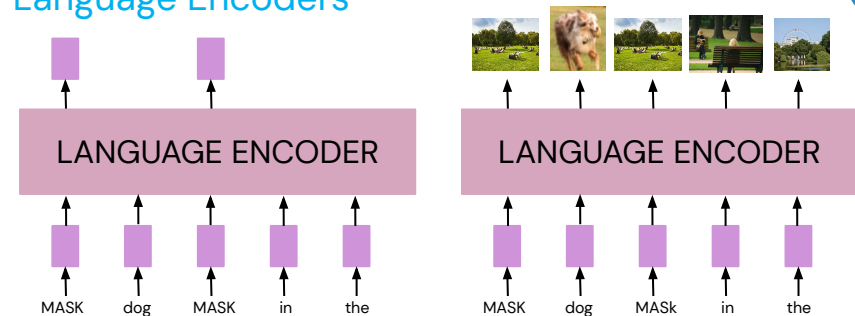 Language Encoders
LANGUAGE ENCODER
MASK dog MASK in the
LANGUAGE ENCODER
MASK dog MASk in the